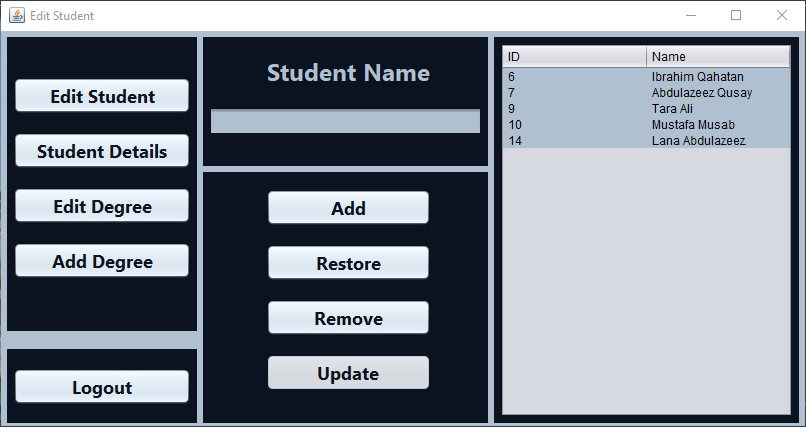 Edit Student
Edit Student
Student Details
Edit Degree
Add Degree
Logout
Student Name
Add
Restore
Remove
Update
ID Name
6 Ibrahim Qahatan
7 Abdulazeez Qusay
9 Tara Ali
10 Mustafa Musab
14 Lana Abdulazeez